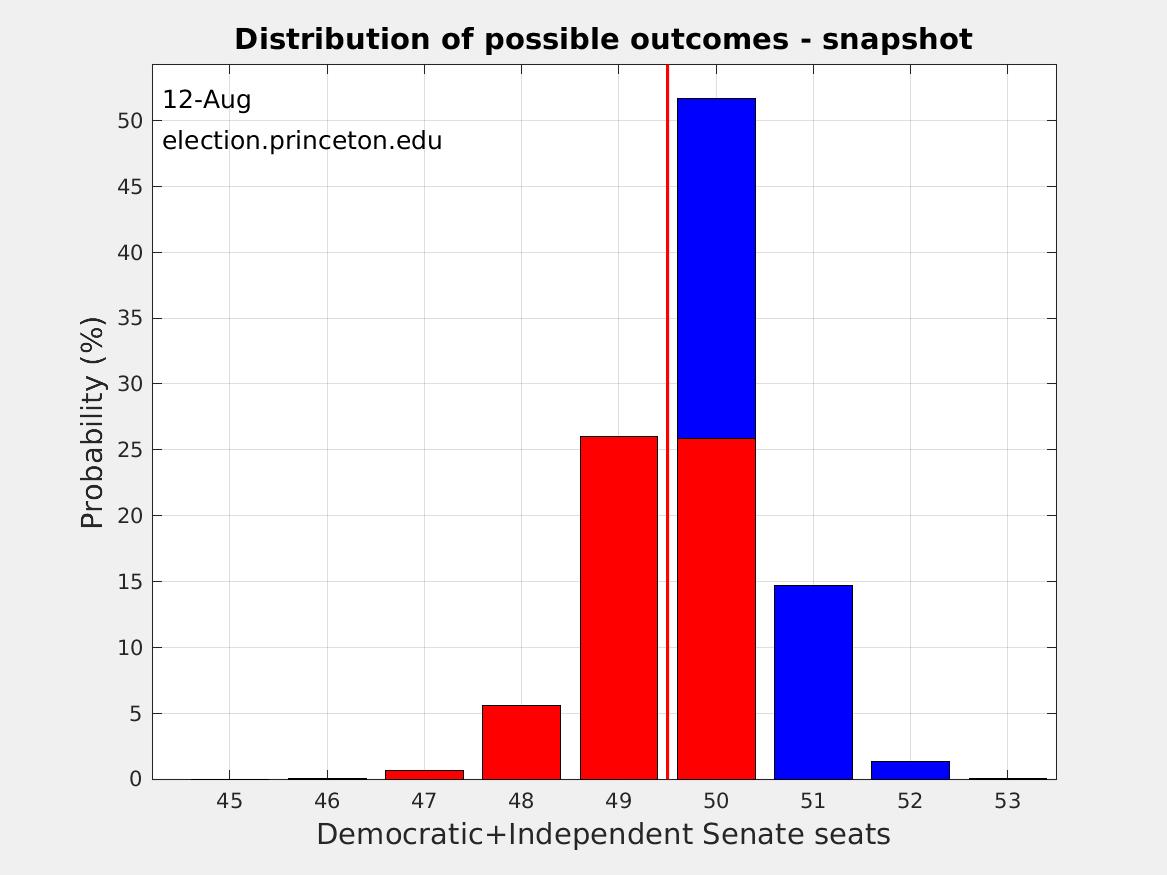 Distribution of possible outcomes - snapshot
12-Aug
election.princeton.edu
Probability (%)
50
45
40
35
30
25
20
15
10
5
0
45 46 47 48 49 50 51 52 53
Democratic+Independent Senate seats